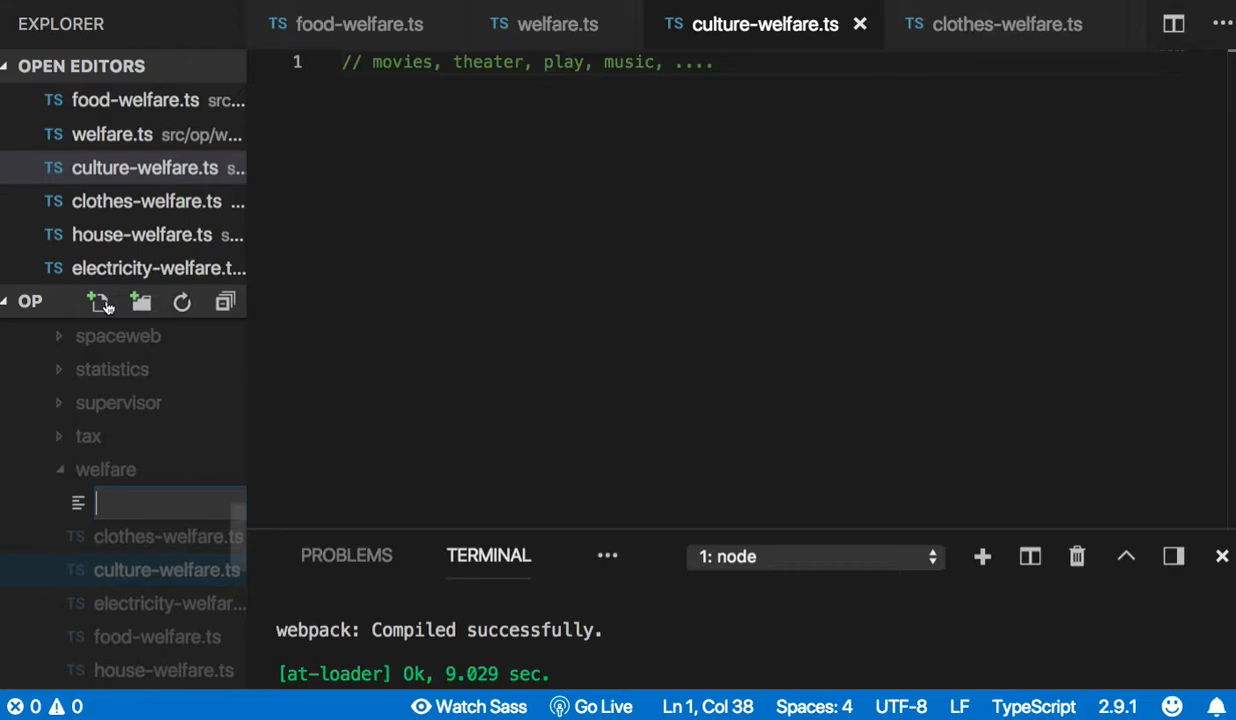 EXPLORER
TS food-welfare.ts
TS welfare.ts
TS culture-welfare.ts
TS clothes-welfare.ts
OPEN EDITORS
TS food-welfare.ts src...
TS welfare.ts src/op/w...
TS culture-welfare.ts s...
TS clothes-welfare.ts ...
TS house-welfare.ts s...
TS electricity-welfare.t...
OP
spaceweb
statistics
supervisor
tax
welfare
TS clothes-welfare.ts
TS culture-welfare.ts
TS electricity-welfar...
TS food-welfare.ts
TS house-welfare.ts
1 // movies, theater, play, music, ....
PROBLEMS TERMINAL ... 1: node
webpack: Compiled successfully.
[at-loader] Ok, 9.029 sec.
0 0 Watch Sass Go Live Ln 1, Col 38 Spaces: 4 UTF-8 LF TypeScript 2.9.1